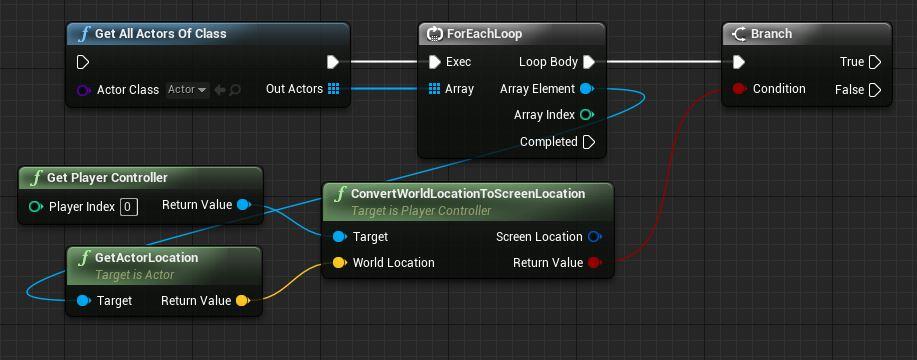 f Get All Actors Of Class
Actor Class Actor Out Actors
ForEachLoop
Exec Loop Body
Array Array Element
Array Index
Completed
Branch
True
Condition False
f Get Player Controller
Player Index 0 Return Value
f GetActorLocation
Target is Actor
Target Return Value
f ConvertWorldLocationToScreenLocation
Target is Player Controller
Target Screen Location
World Location Return Value